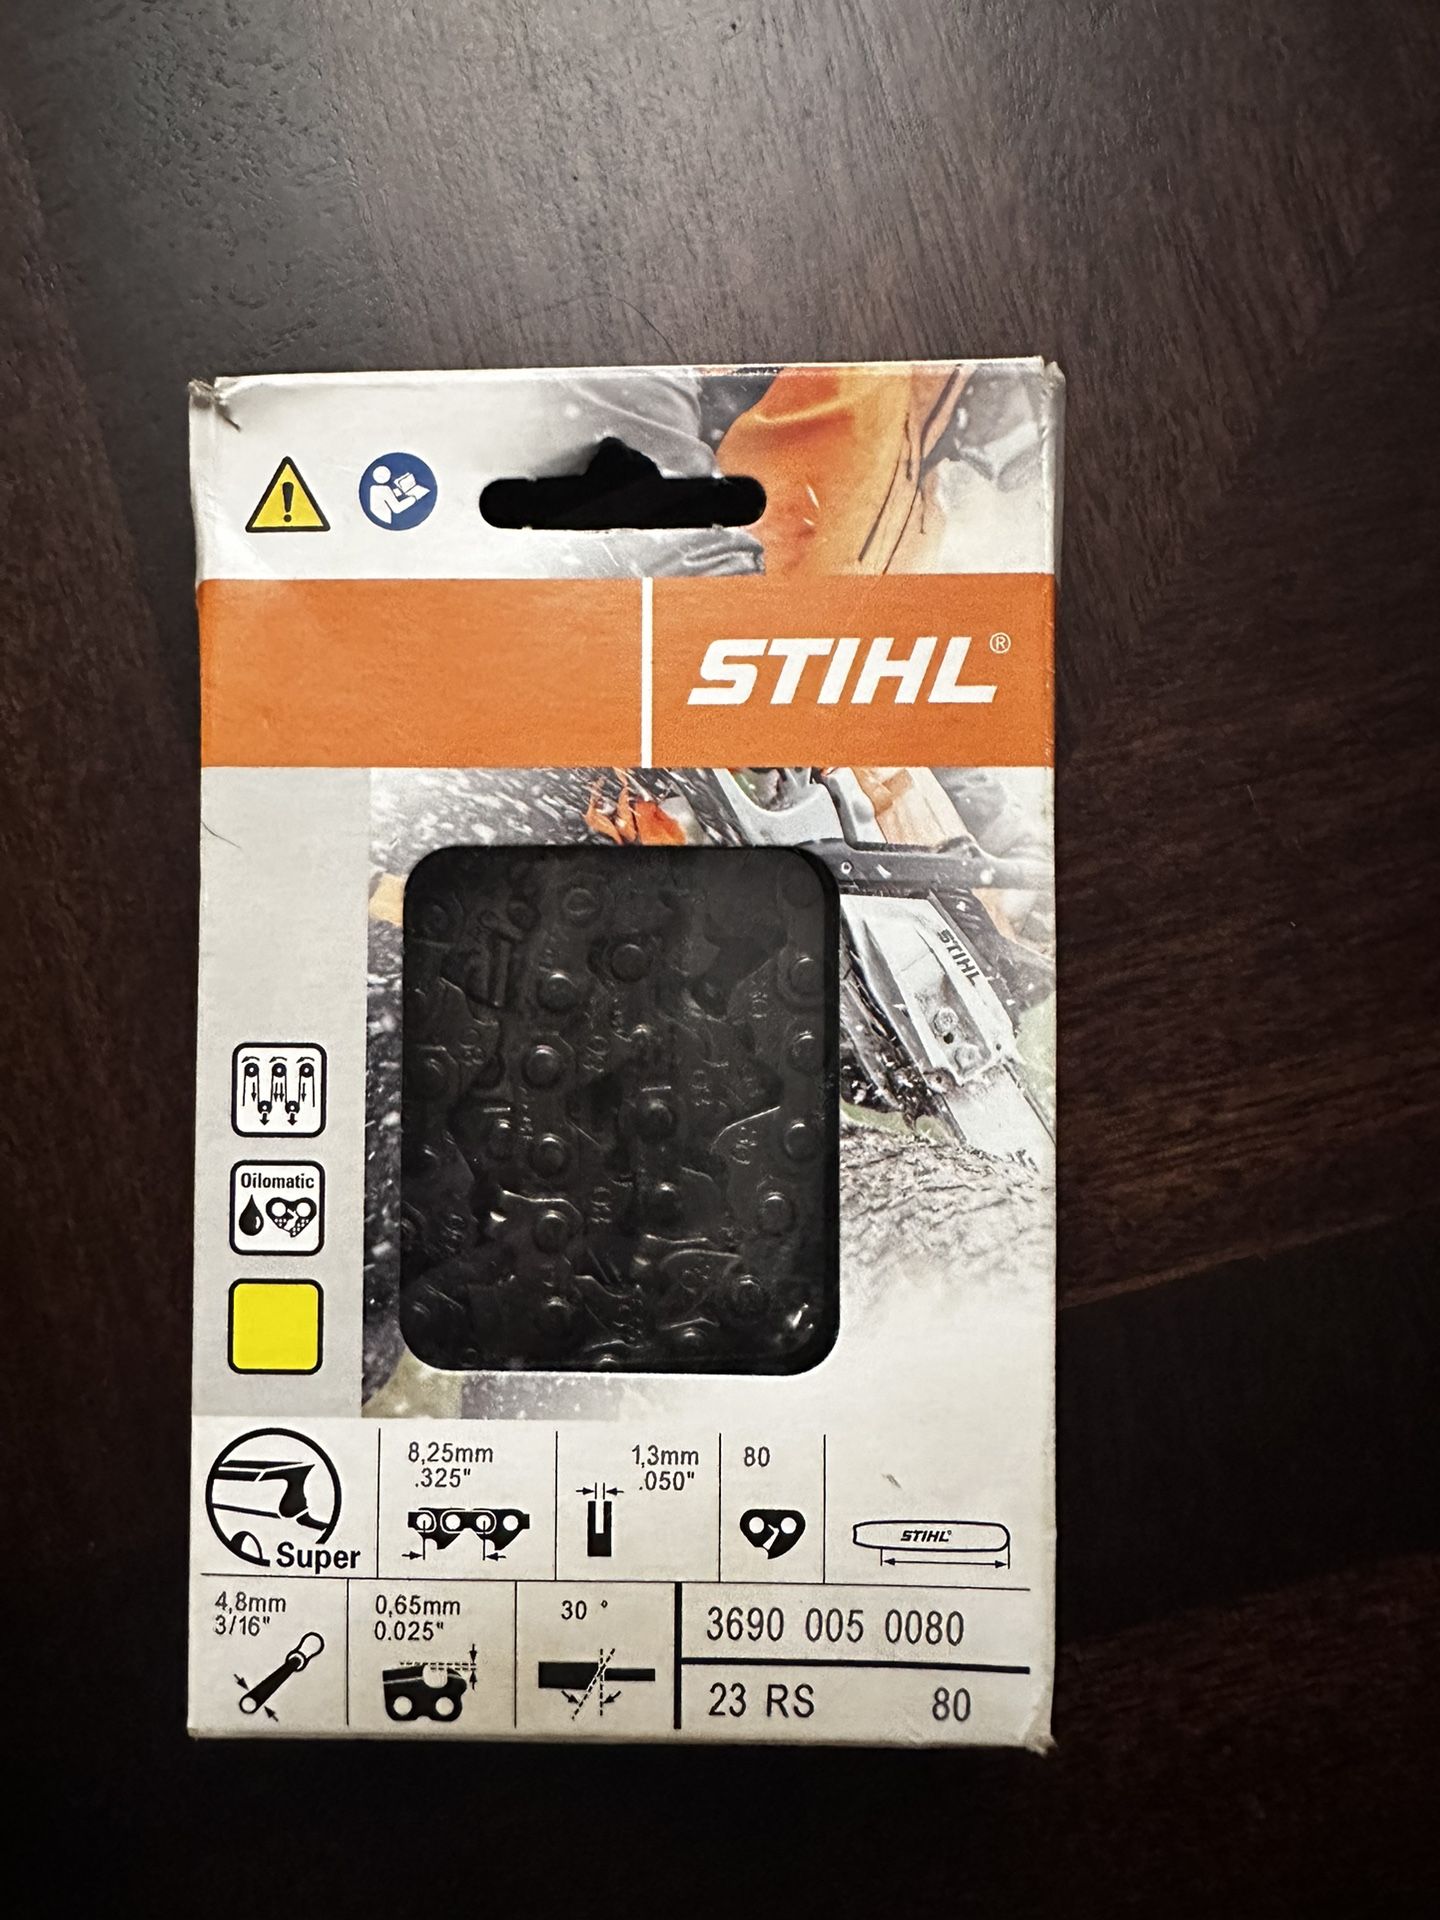 STIHL®
STIHL
Oilomatic
Super
8,25mm
.325"
1,3mm
.050"
80
STIHL®
4,8mm
3/16"
0,65mm
0.025"
30 °
3690 005 0080
23 RS 80